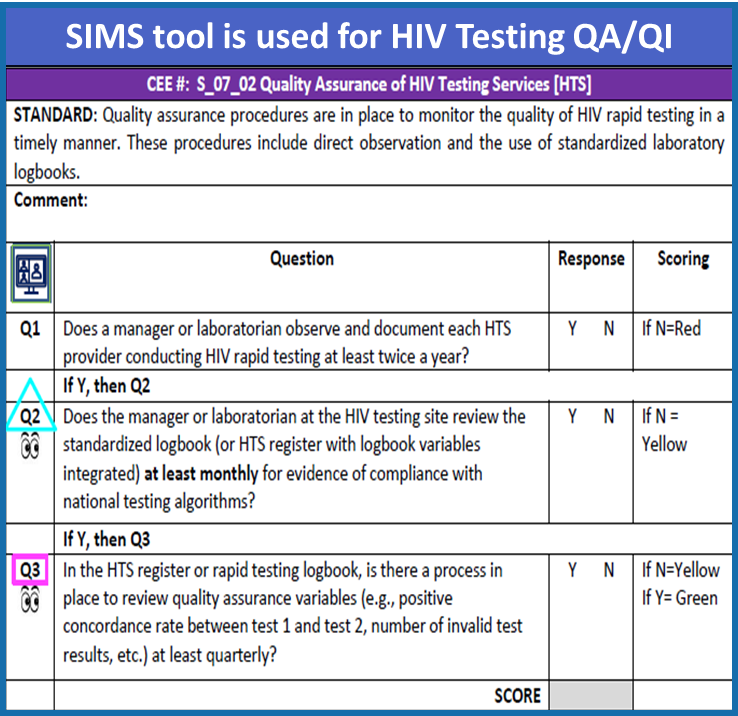 SIMS tool is used for HIV Testing QA/QI
CEE #: S_07_02 Quality Assurance of HIV Testing Services [HTS]
STANDARD: Quality assurance procedures are in place to monitor the quality of HIV rapid testing in a
timely manner. These procedures include direct observation and the use of standardized laboratory
logbooks.
Comment:
Question Response Scoring
Q1 Does a manager or laboratorian observe and document each HTS Y N If N=Red
provider conducting HIV rapid testing at least twice a year?
If Y, then Q2
Q2 Does the manager or laboratorian at the HIV testing site review the Y N If N =
standardized logbook (or HTS register with logbook variables Yellow
integrated) at least monthly for evidence of compliance with
national testing algorithms?
If Y, then Q3
Q3 In the HTS register or rapid testing logbook, is there a process in Y N If N=Yellow
place to review quality assurance variables (e.g., positive If Y= Green
concordance rate between test 1 and test 2, number of invalid test
results, etc.) at least quarterly?
SCORE